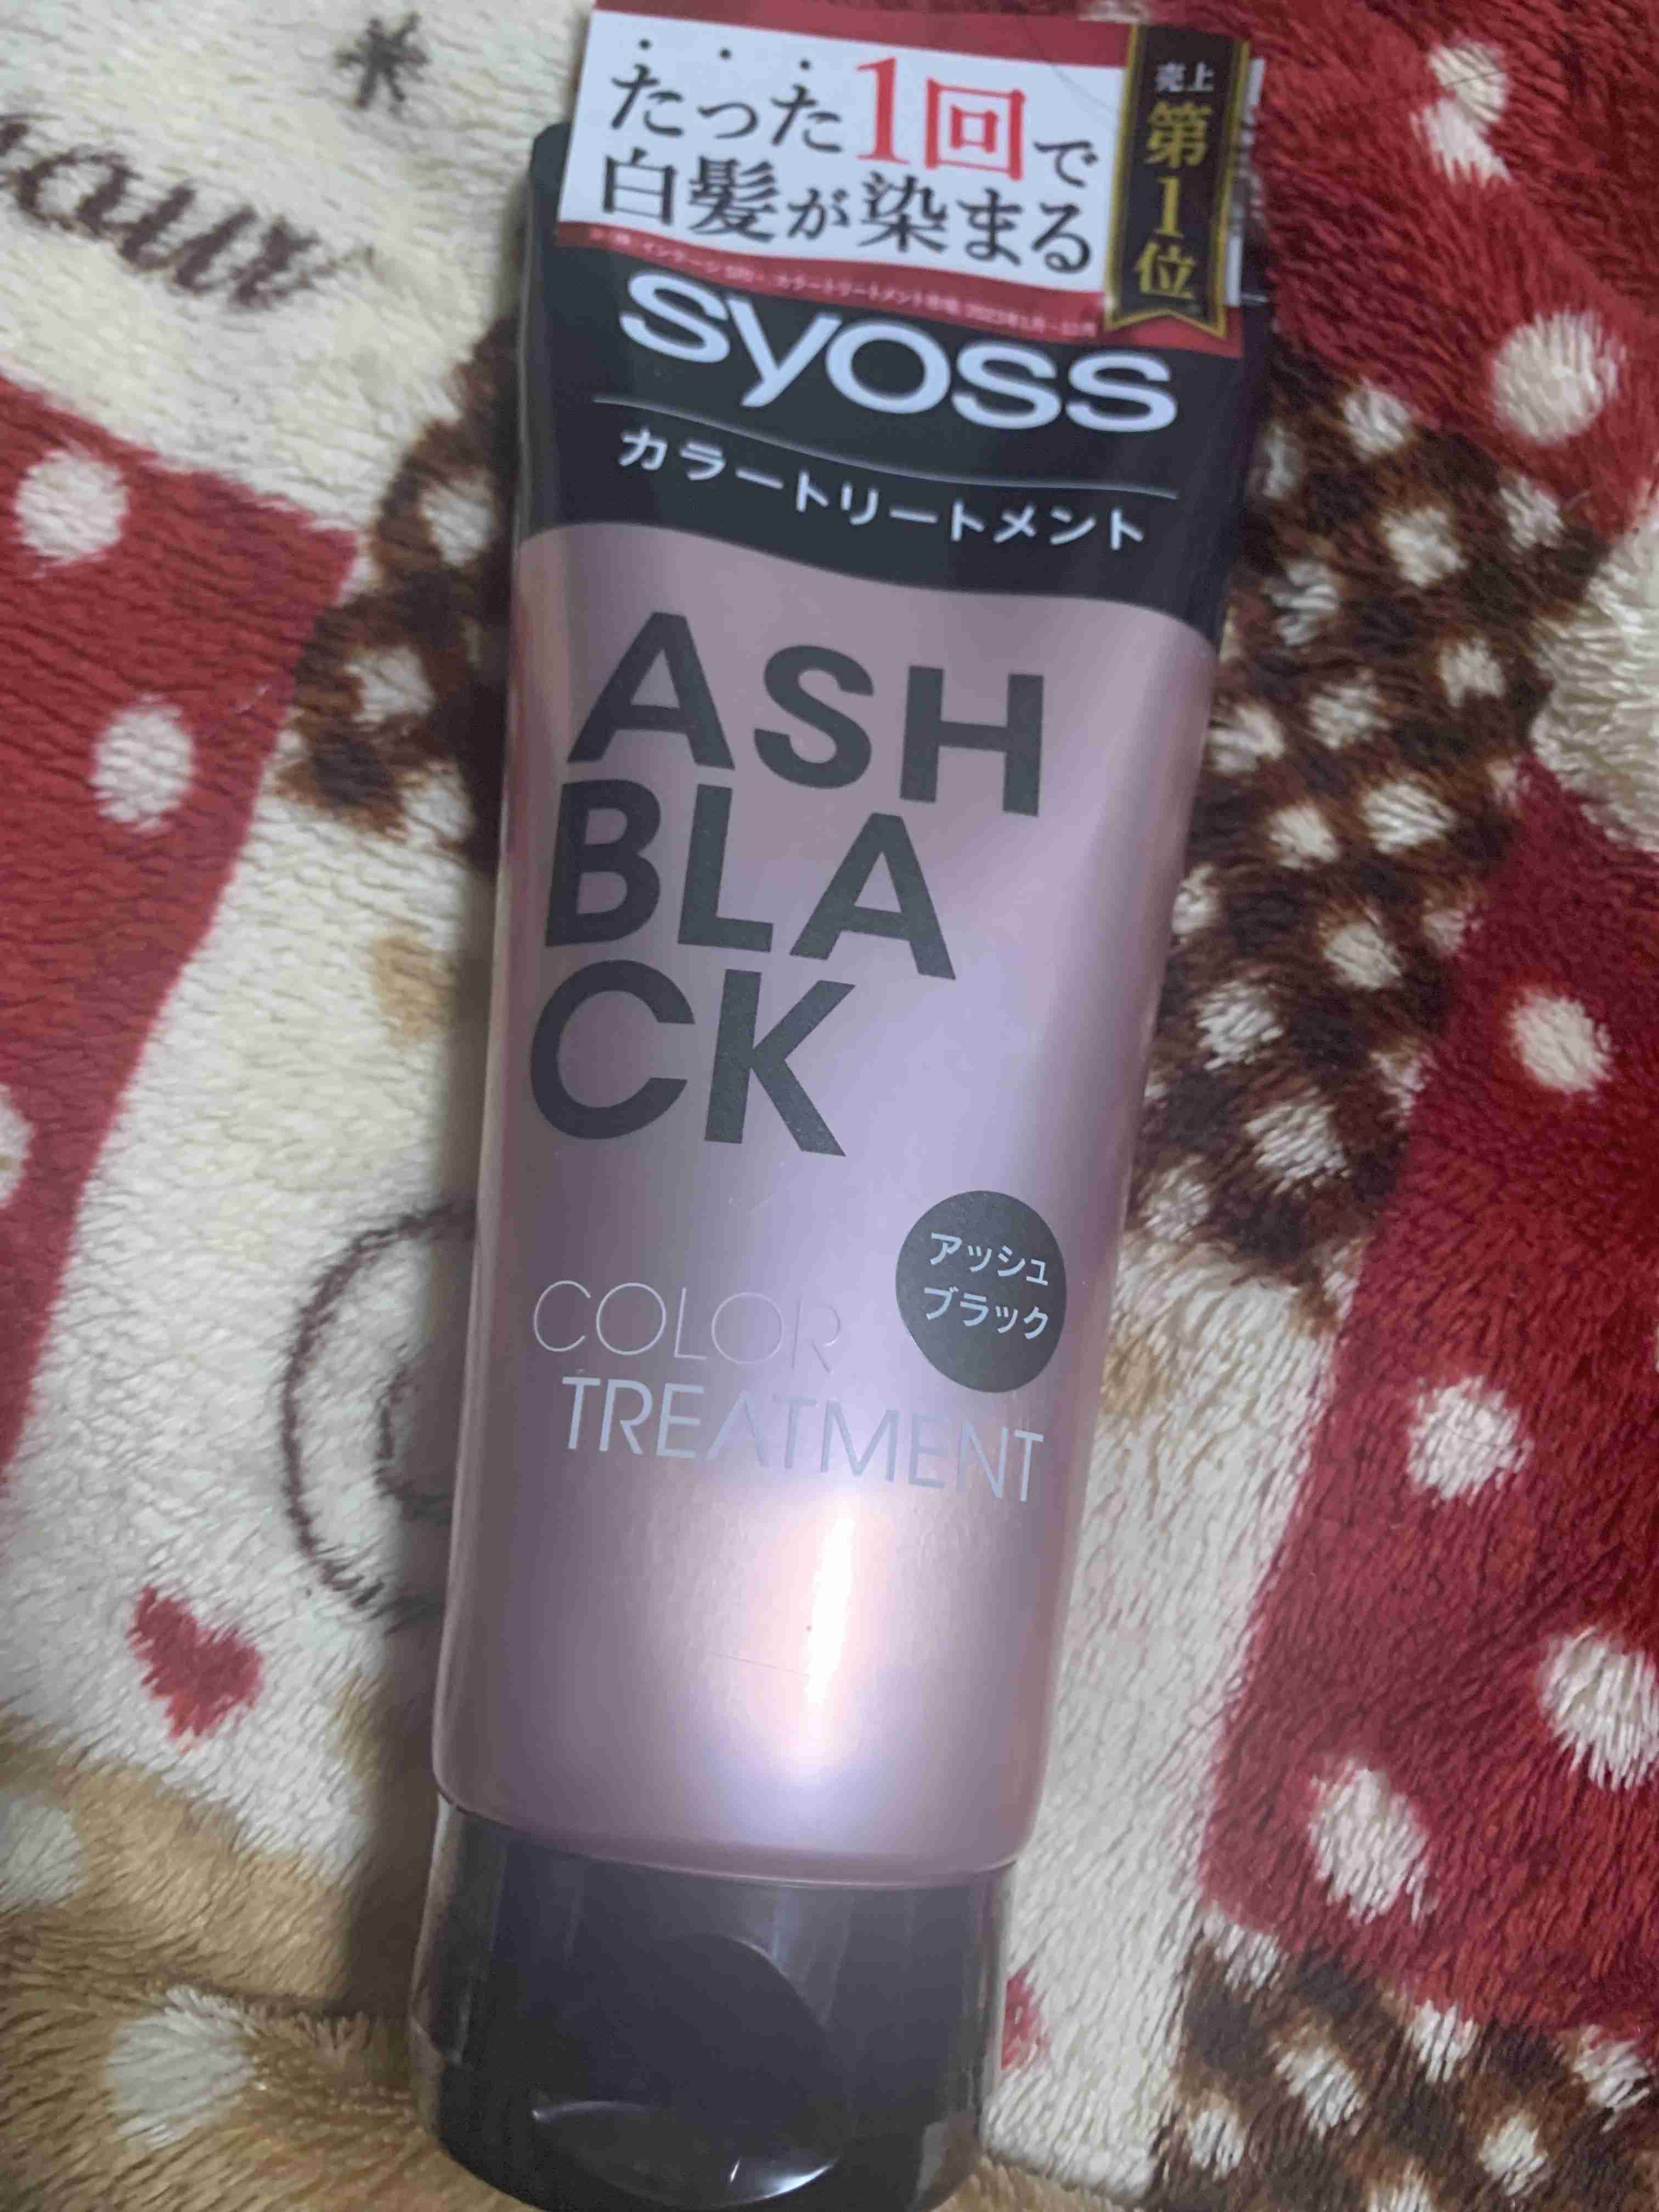 たった1回で
白髪が染まる
売上
第
1
位
syoss
カラートリートメント
ASH
BLA
CK
アッシュ
ブラック
COLOR
TREATMENT